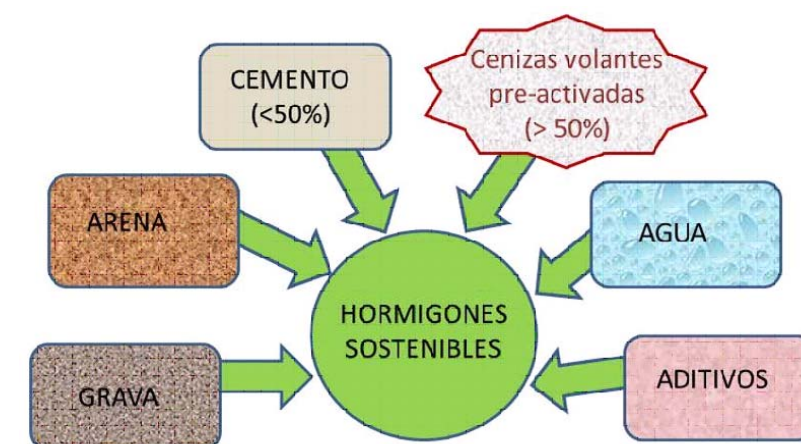 CEMENTO
(<50%)
Cenizas volantes
pre-activadas
(> 50%)
ARENA
AGUA
HORMIGONES
SOSTENIBLES
GRAVA
ADITIVOS